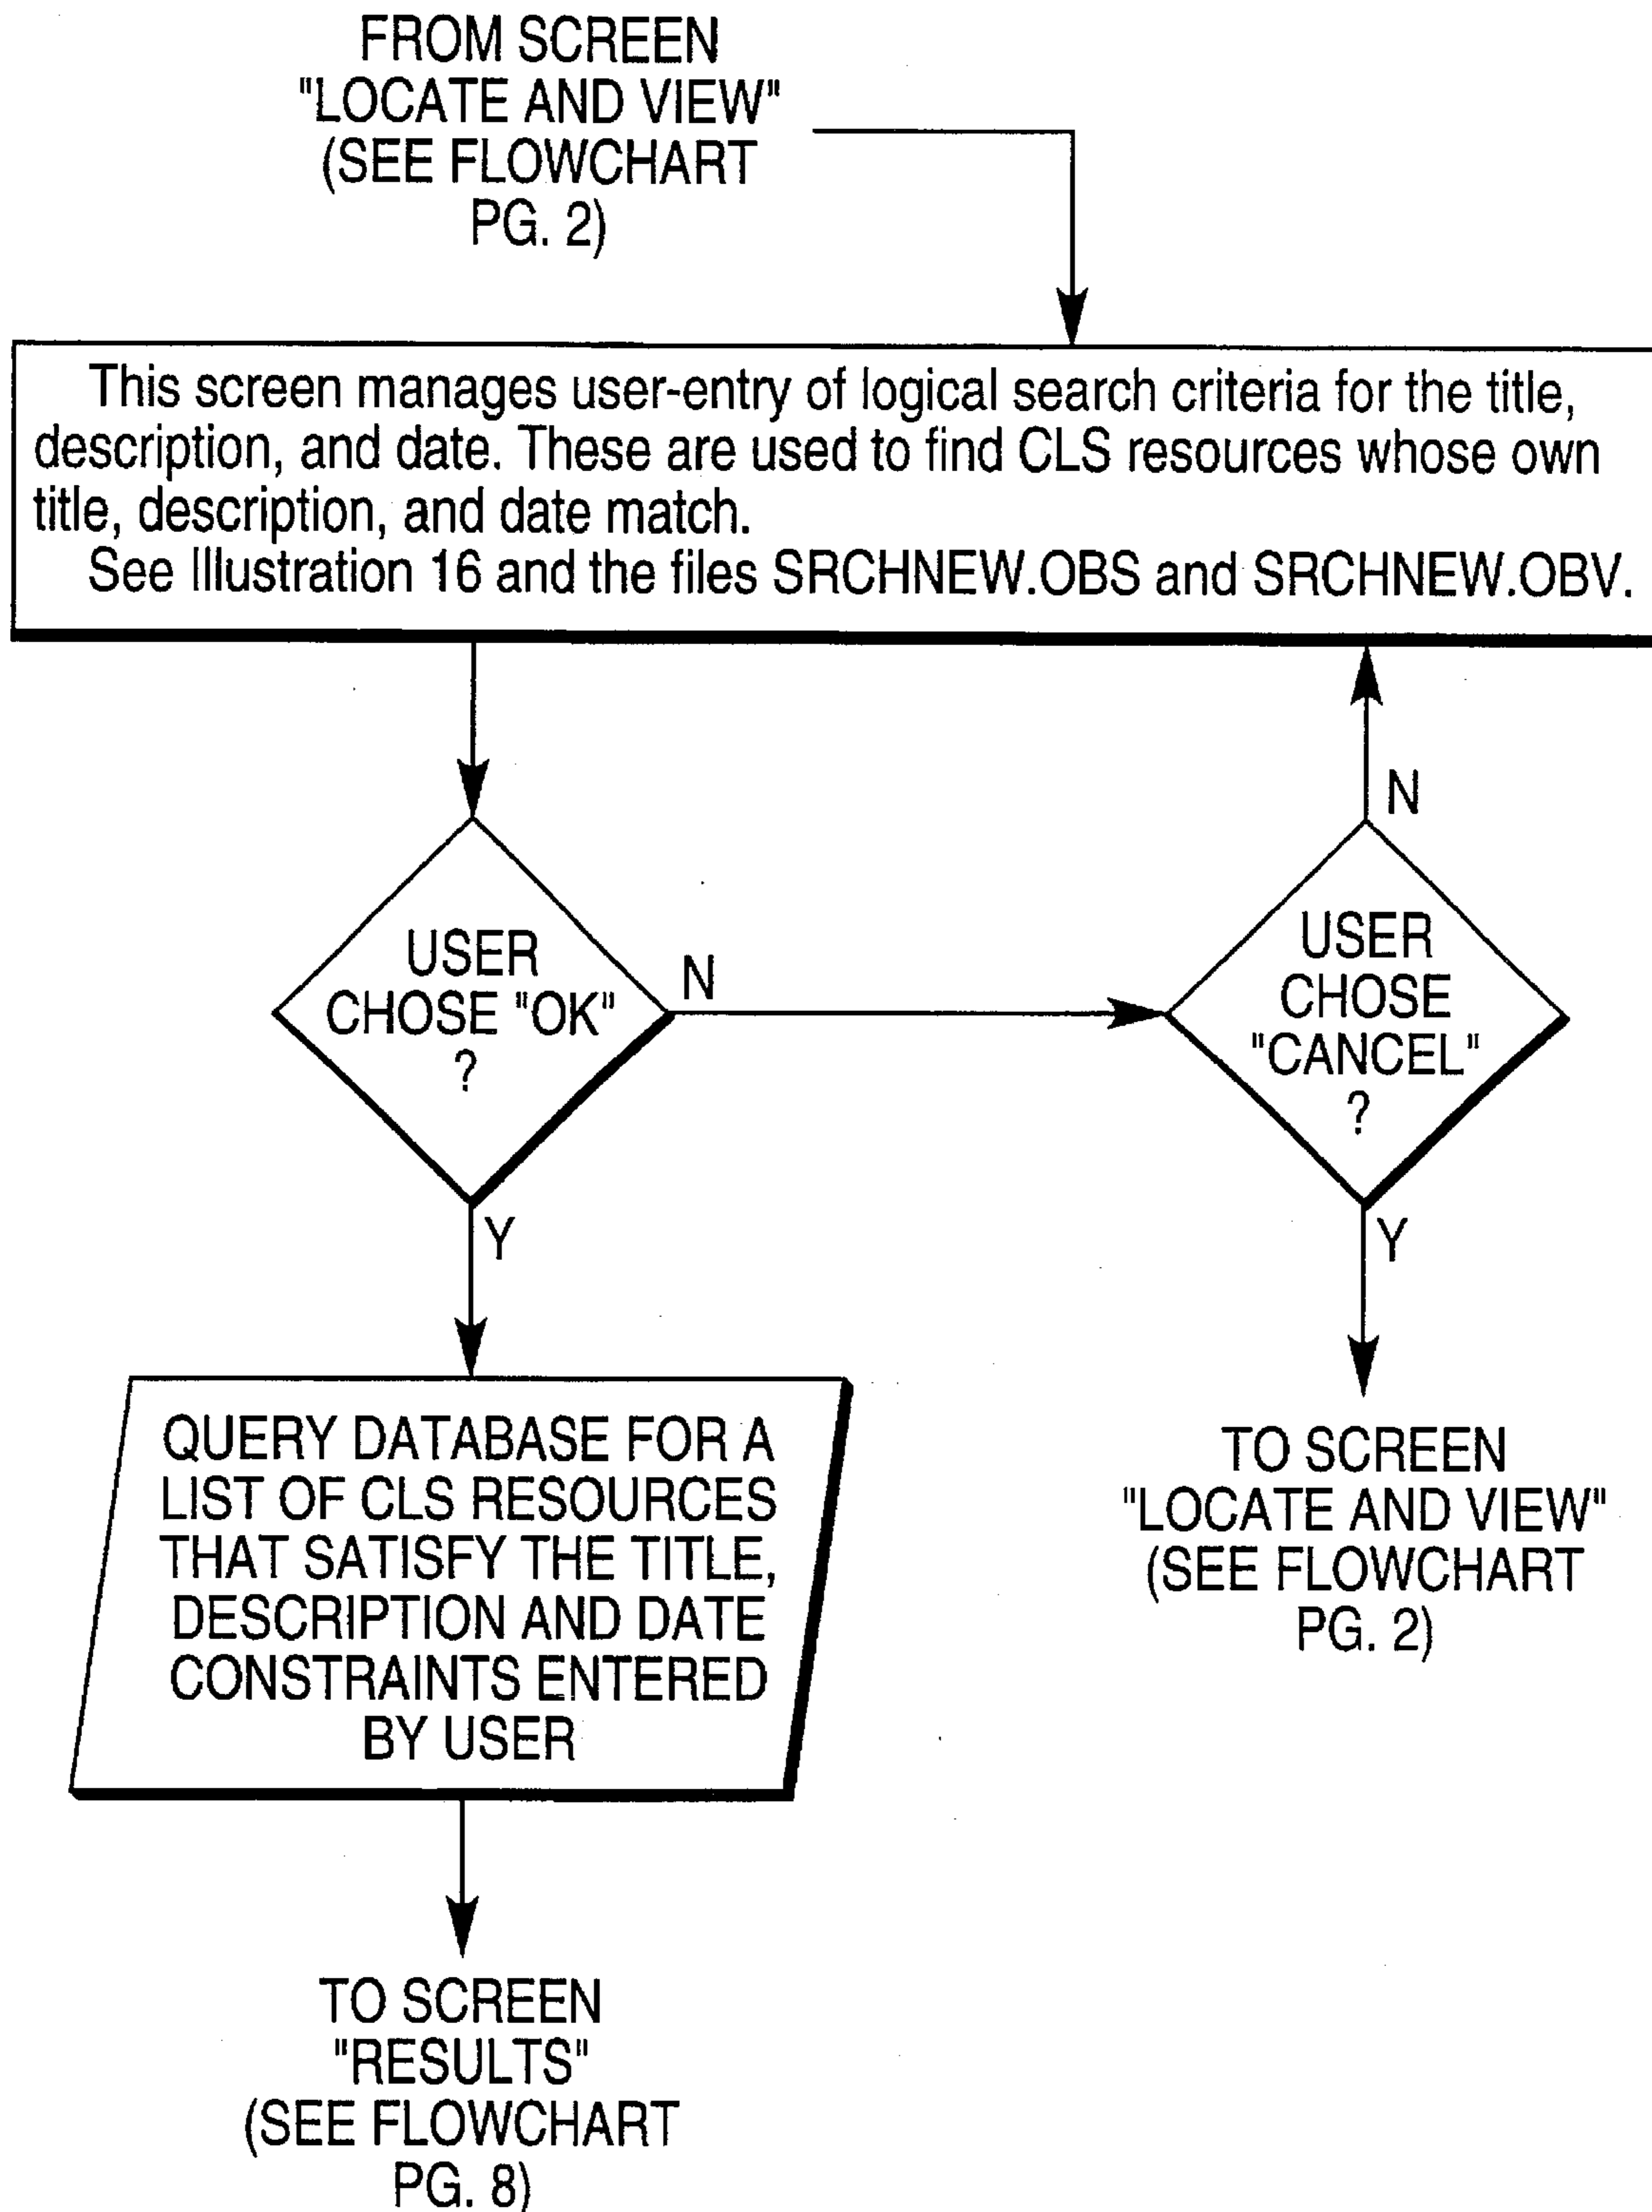 FROM SCREEN
"LOCATE AND VIEW"
(SEE FLOWCHART
PG. 2)
This screen manages user-entry of logical search criteria for the title,
description, and date. These are used to find CLS resources whose own
title, description, and date match.
See Illustration 16 and the files SRCHNEW.OBS and SRCHNEW.OBV.
USER
CHOSE "OK"
?
N
Y
USER
CHOSE
"CANCEL"
?
N
Y
QUERY DATABASE FOR A
LIST OF CLS RESOURCES
THAT SATISFY THE TITLE,
DESCRIPTION AND DATE
CONSTRAINTS ENTERED
BY USER
TO SCREEN
"LOCATE AND VIEW"
(SEE FLOWCHART
PG. 2)
TO SCREEN
"RESULTS"
(SEE FLOWCHART
PG. 8)